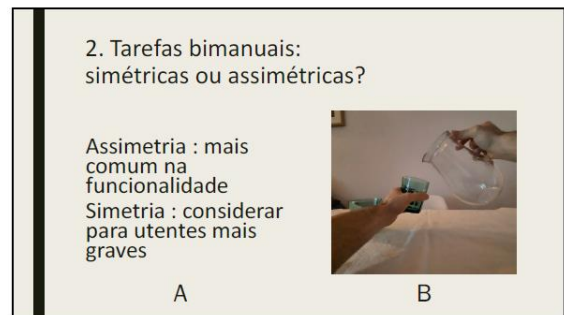 2. Tarefas bimanuais:
simétricas ou assimétricas?
Assimetria : mais
comum na
funcionalidade
Simetria : considerar
para utentes mais
graves
A
B